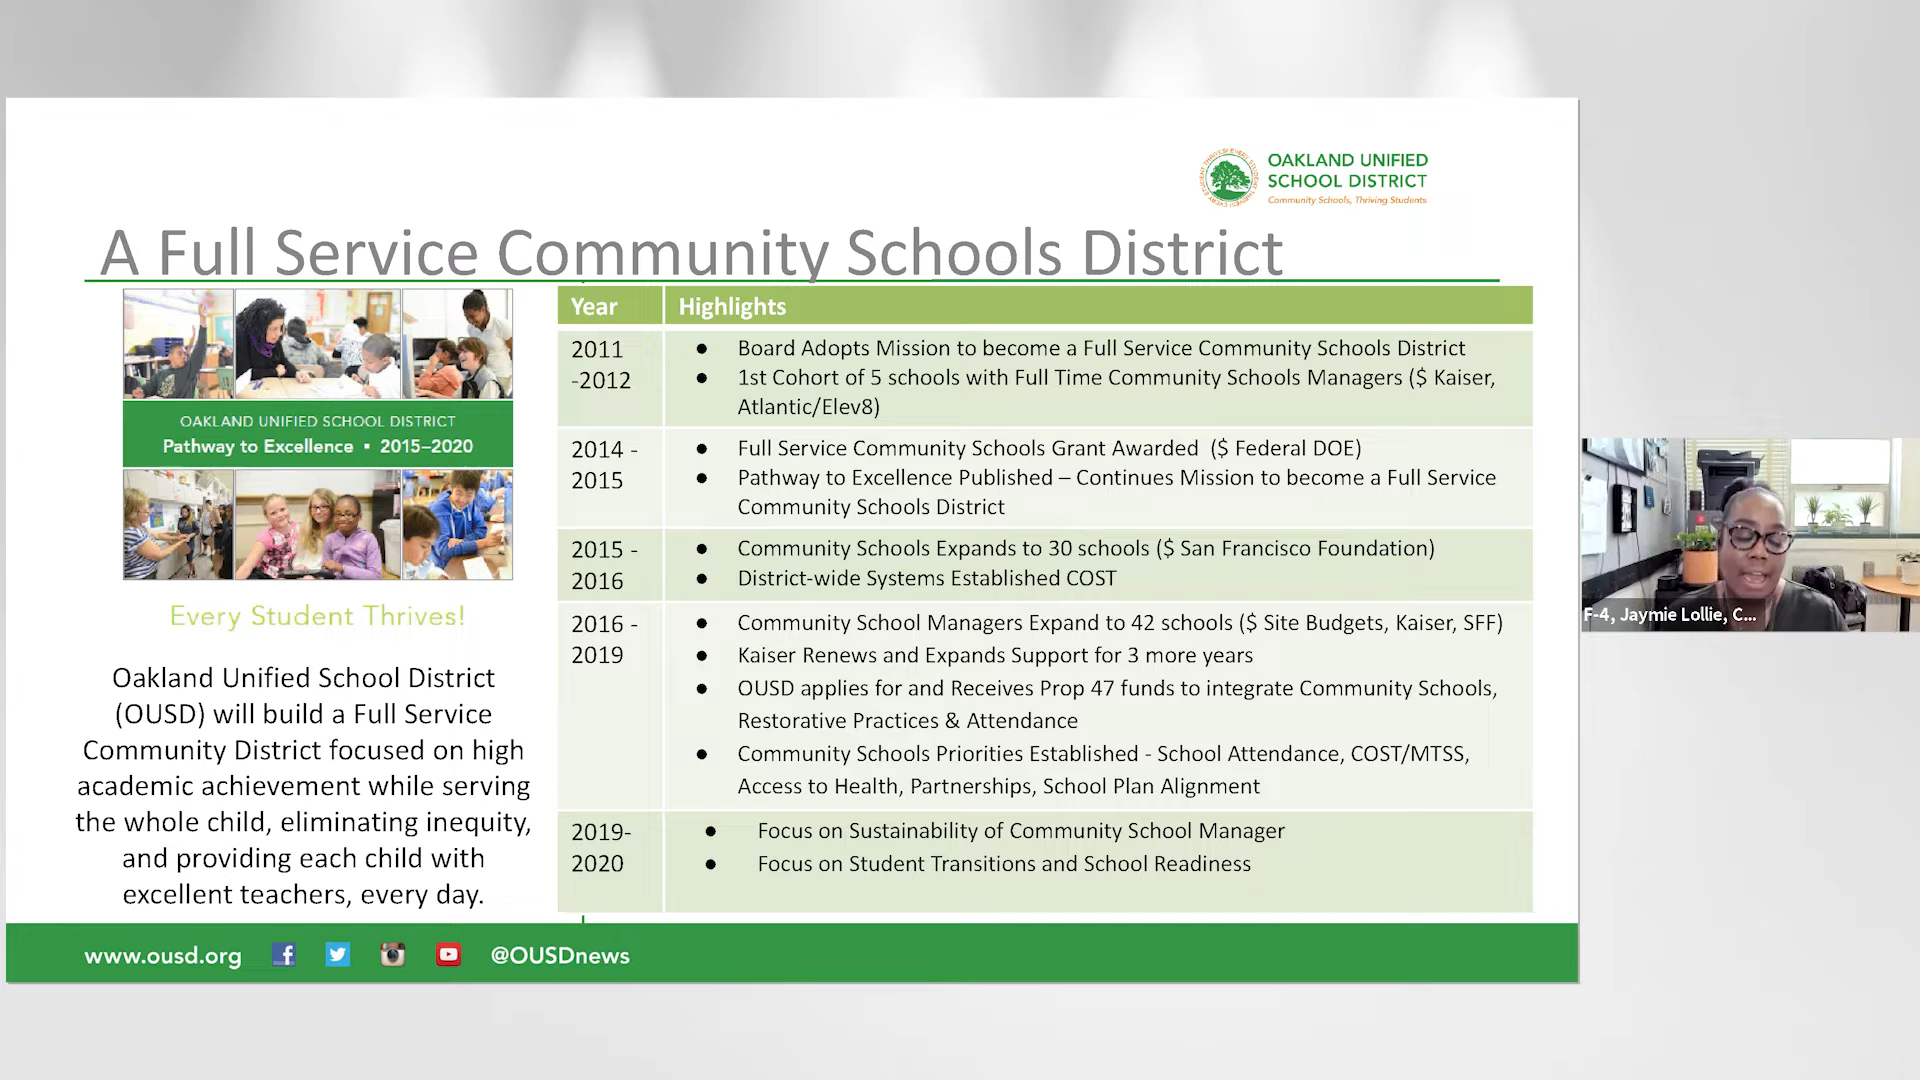 OAKLAND UNIFIED
SCHOOL DISTRICT
Community Schools, Thriving Students
A Full Service Community Schools District
OAKLAND UNIFIED SCHOOL DISTRICT
Pathway to Excellence ▪ 2015–2020
Every Student Thrives!
Oakland Unified School District
(OUSD) will build a Full Service
Community District focused on high
academic achievement while serving
the whole child, eliminating inequity,
and providing each child with
excellent teachers, every day.
Year Highlights
2011
-2012
● Board Adopts Mission to become a Full Service Community Schools District
● 1st Cohort of 5 schools with Full Time Community Schools Managers ($ Kaiser,
Atlantic/Elev8)
2014 -
2015
● Full Service Community Schools Grant Awarded ($ Federal DOE)
● Pathway to Excellence Published – Continues Mission to become a Full Service
Community Schools District
2015 -
2016
● Community Schools Expands to 30 schools ($ San Francisco Foundation)
● District-wide Systems Established COST
2016 -
2019
● Community School Managers Expand to 42 schools ($ Site Budgets, Kaiser, SFF)
● Kaiser Renews and Expands Support for 3 more years
● OUSD applies for and Receives Prop 47 funds to integrate Community Schools,
Restorative Practices & Attendance
● Community Schools Priorities Established - School Attendance, COST/MTSS,
Access to Health, Partnerships, School Plan Alignment
2019-
2020
● Focus on Sustainability of Community School Manager
● Focus on Student Transitions and School Readiness
www.ousd.org @OUSDnews
F-4, Jaymie Lollie, C...